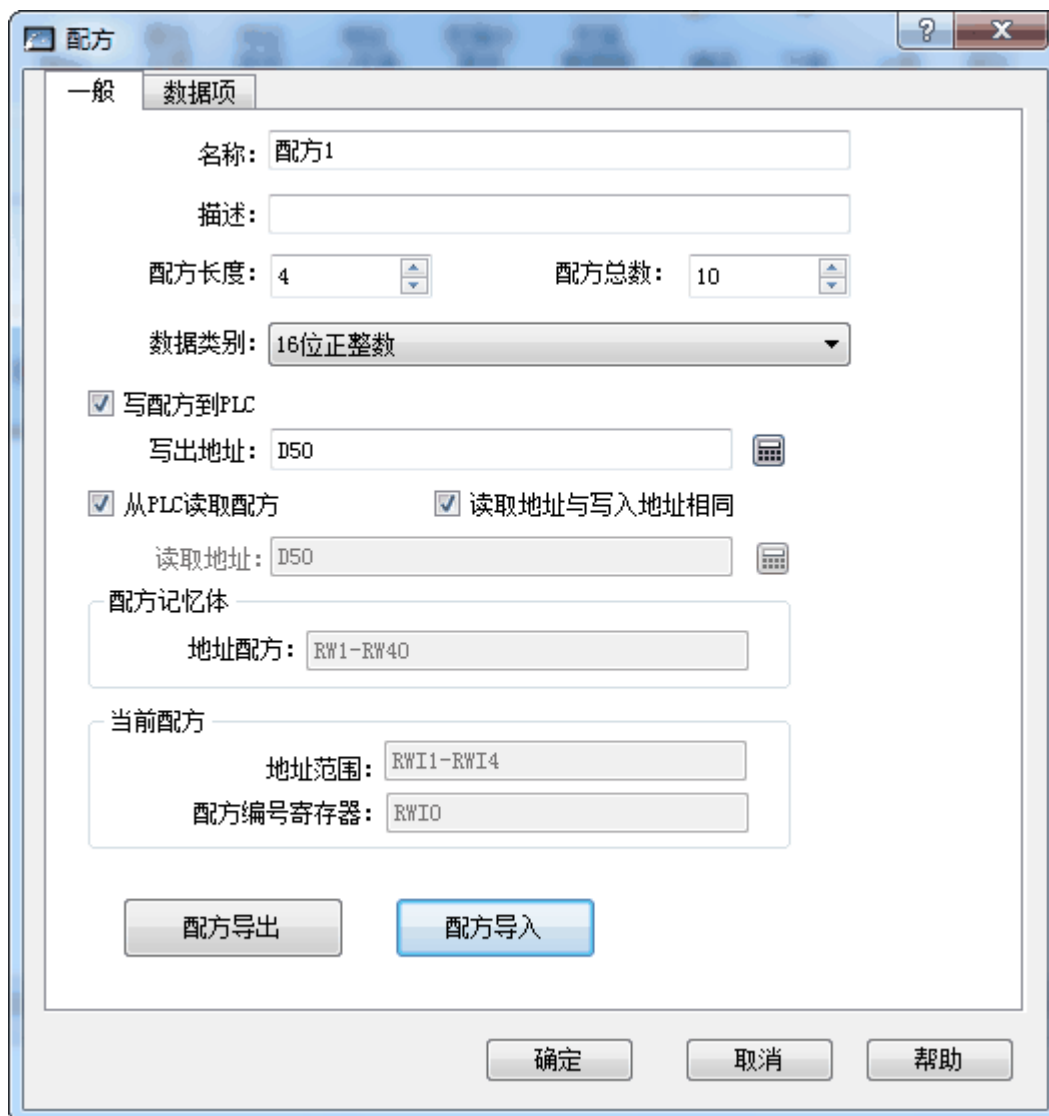 配方
一般 数据项
名称: 配方1
描述:
配方长度: 4 配方总数: 10
数据类别: 16位正整数
写配方到PLC
写出地址: D50
从PLC读取配方 读取地址与写入地址相同
读取地址: D50
配方记忆体
地址配方: RW1-RW40
当前配方
地址范围: RWI1-RWI4
配方编号寄存器: RWI0
配方导出 配方导入
确定 取消 帮助